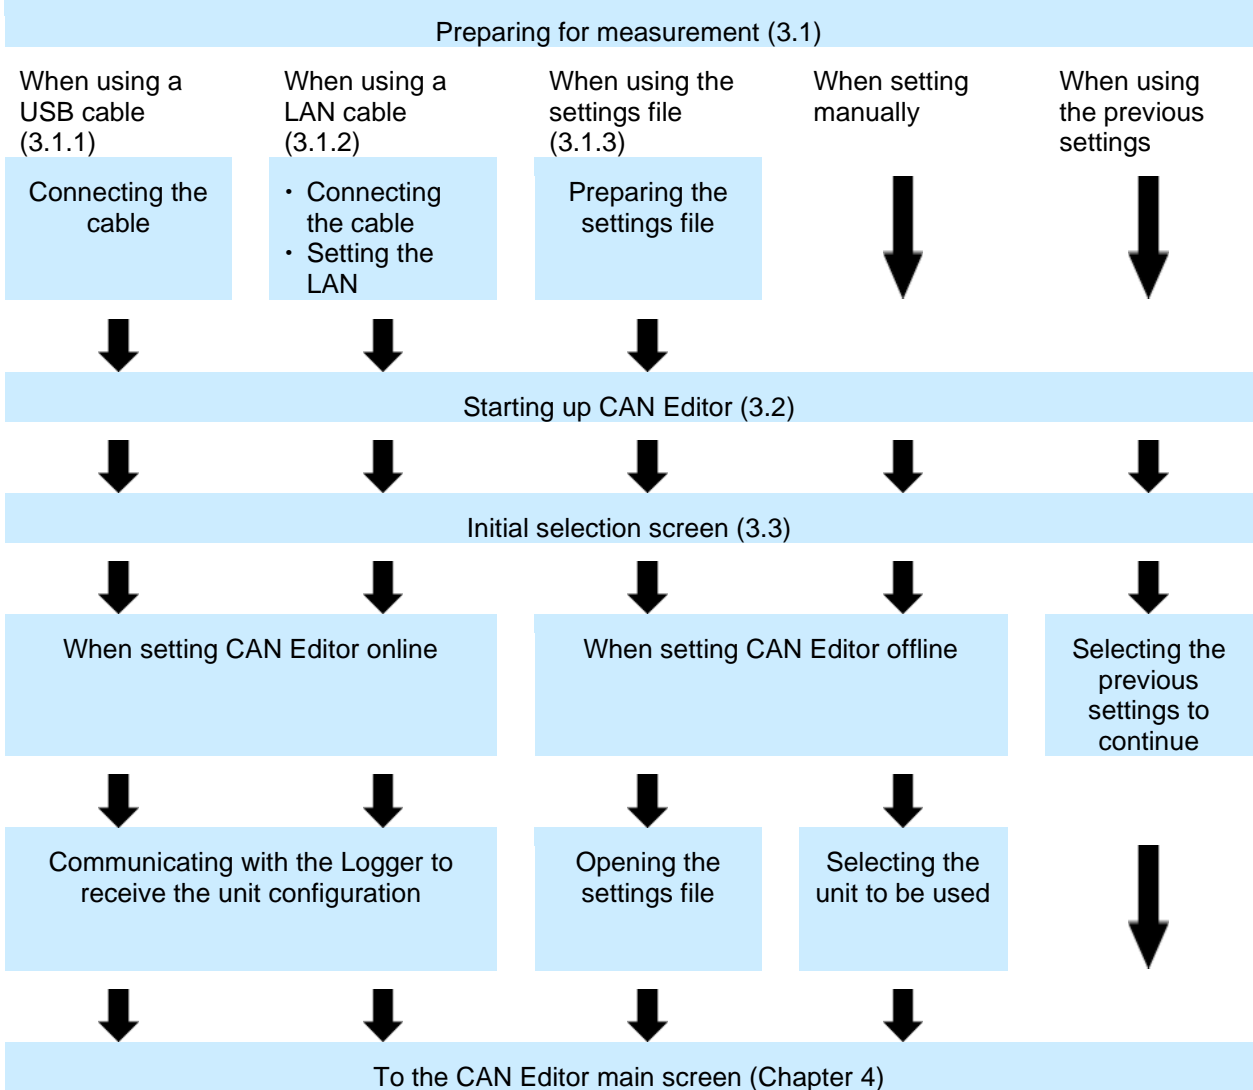 Preparing for measurement (3.1)
When using a
USB cable
(3.1.1)
When using a
LAN cable
(3.1.2)
When using the
settings file
(3.1.3)
When setting
manually
When using
the previous
settings
Connecting the
cable
・ Connecting
the cable
・ Setting the
LAN
Preparing the
settings file
Starting up CAN Editor (3.2)
Initial selection screen (3.3)
When setting CAN Editor online
When setting CAN Editor offline
Selecting the
previous
settings to
continue
Communicating with the Logger to
receive the unit configuration
Opening the
settings file
Selecting the
unit to be used
To the CAN Editor main screen (Chapter 4)